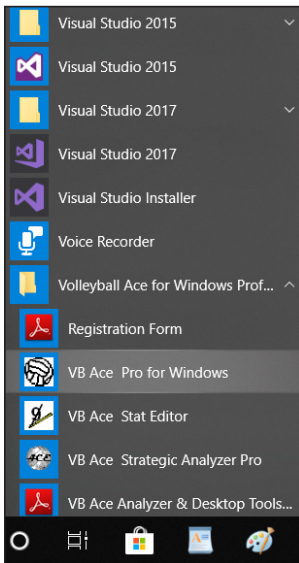 Visual Studio 2015
Visual Studio 2015
Visual Studio 2017
Visual Studio 2017
Visual Studio Installer
Voice Recorder
Volleyball Ace for Windows Prof...
Registration Form
VB Ace Pro for Windows
VB Ace Stat Editor
ACE
VB Ace Strategic Analyzer Pro
VB Ace Analyzer & Desktop Tools...